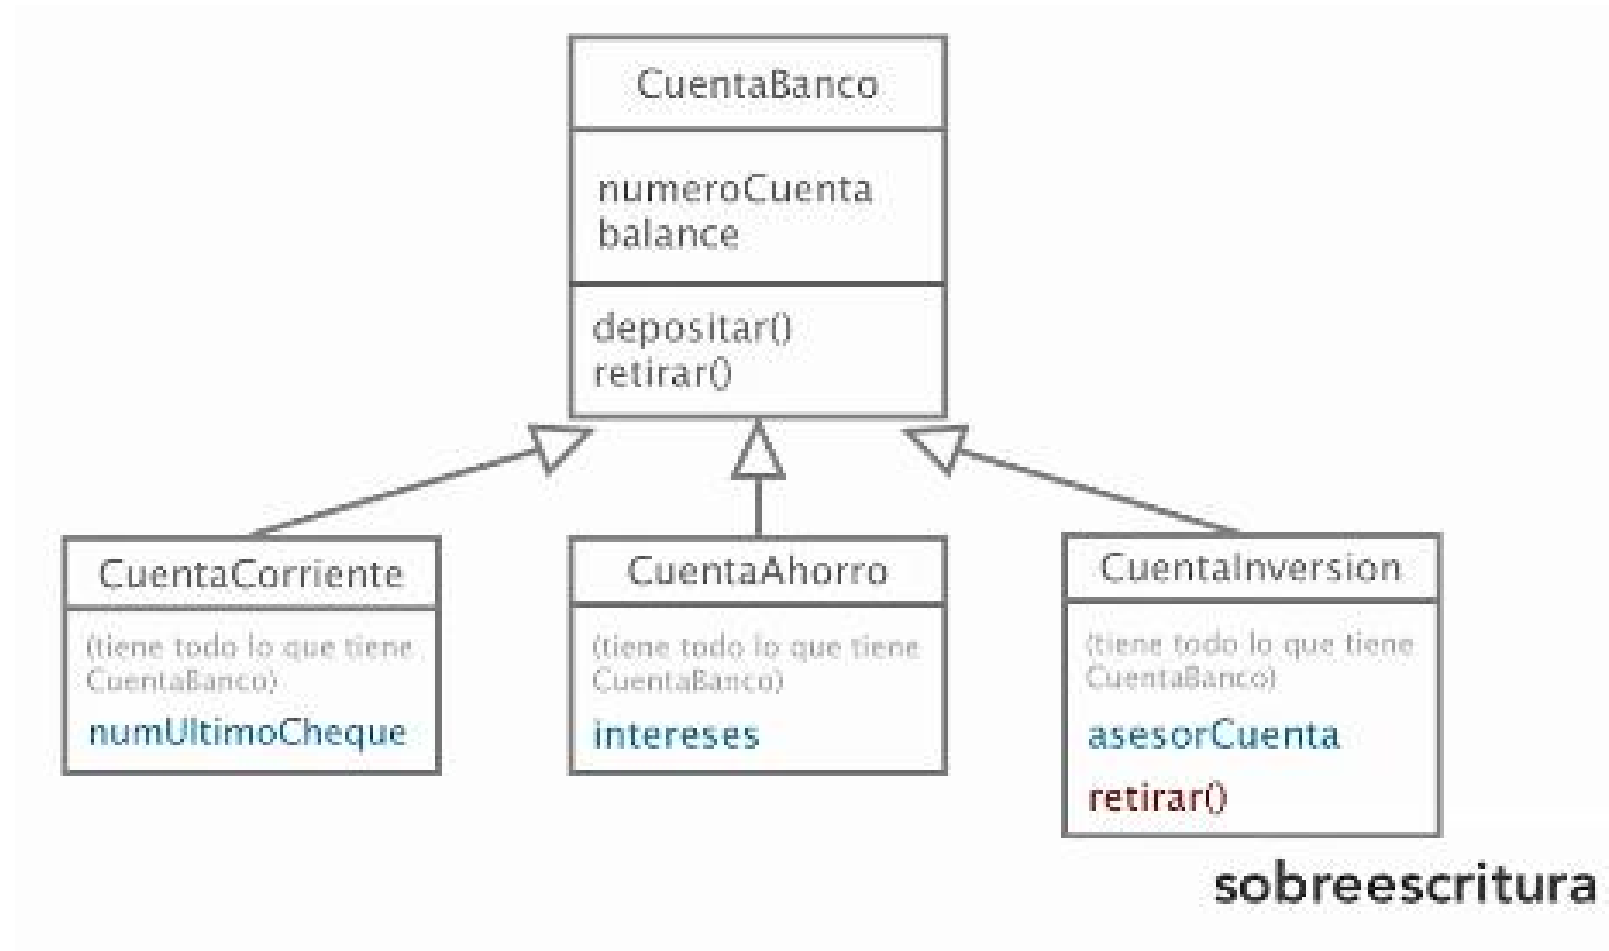 CuentaBanco
numeroCuenta
balance
depositar()
retirar()
CuentaCorriente
(tiene todo lo que tiene
CuentaBanco)
numUltimoCheque
CuentaAhorro
(tiene todo lo que tiene
CuentaBanco)
intereses
CuentaInversion
(tiene todo lo que tiene
CuentaBanco)
asesorCuenta
retirar()
sobreescritura